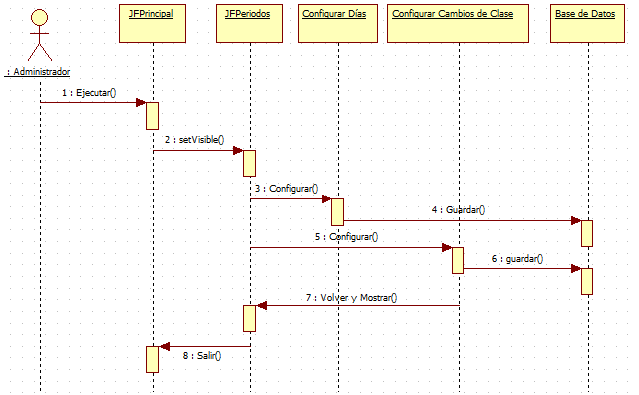 JFPrincipal
JFPeriodos
Configurar Días
Configurar Cambios de Clase
Base de Datos
: Administrador
1 : Ejecutar()
2 : setVisible()
3 : Configurar()
4 : Guardar()
5 : Configurar()
6 : guardar()
7 : Volver y Mostrar()
8 : Salir()